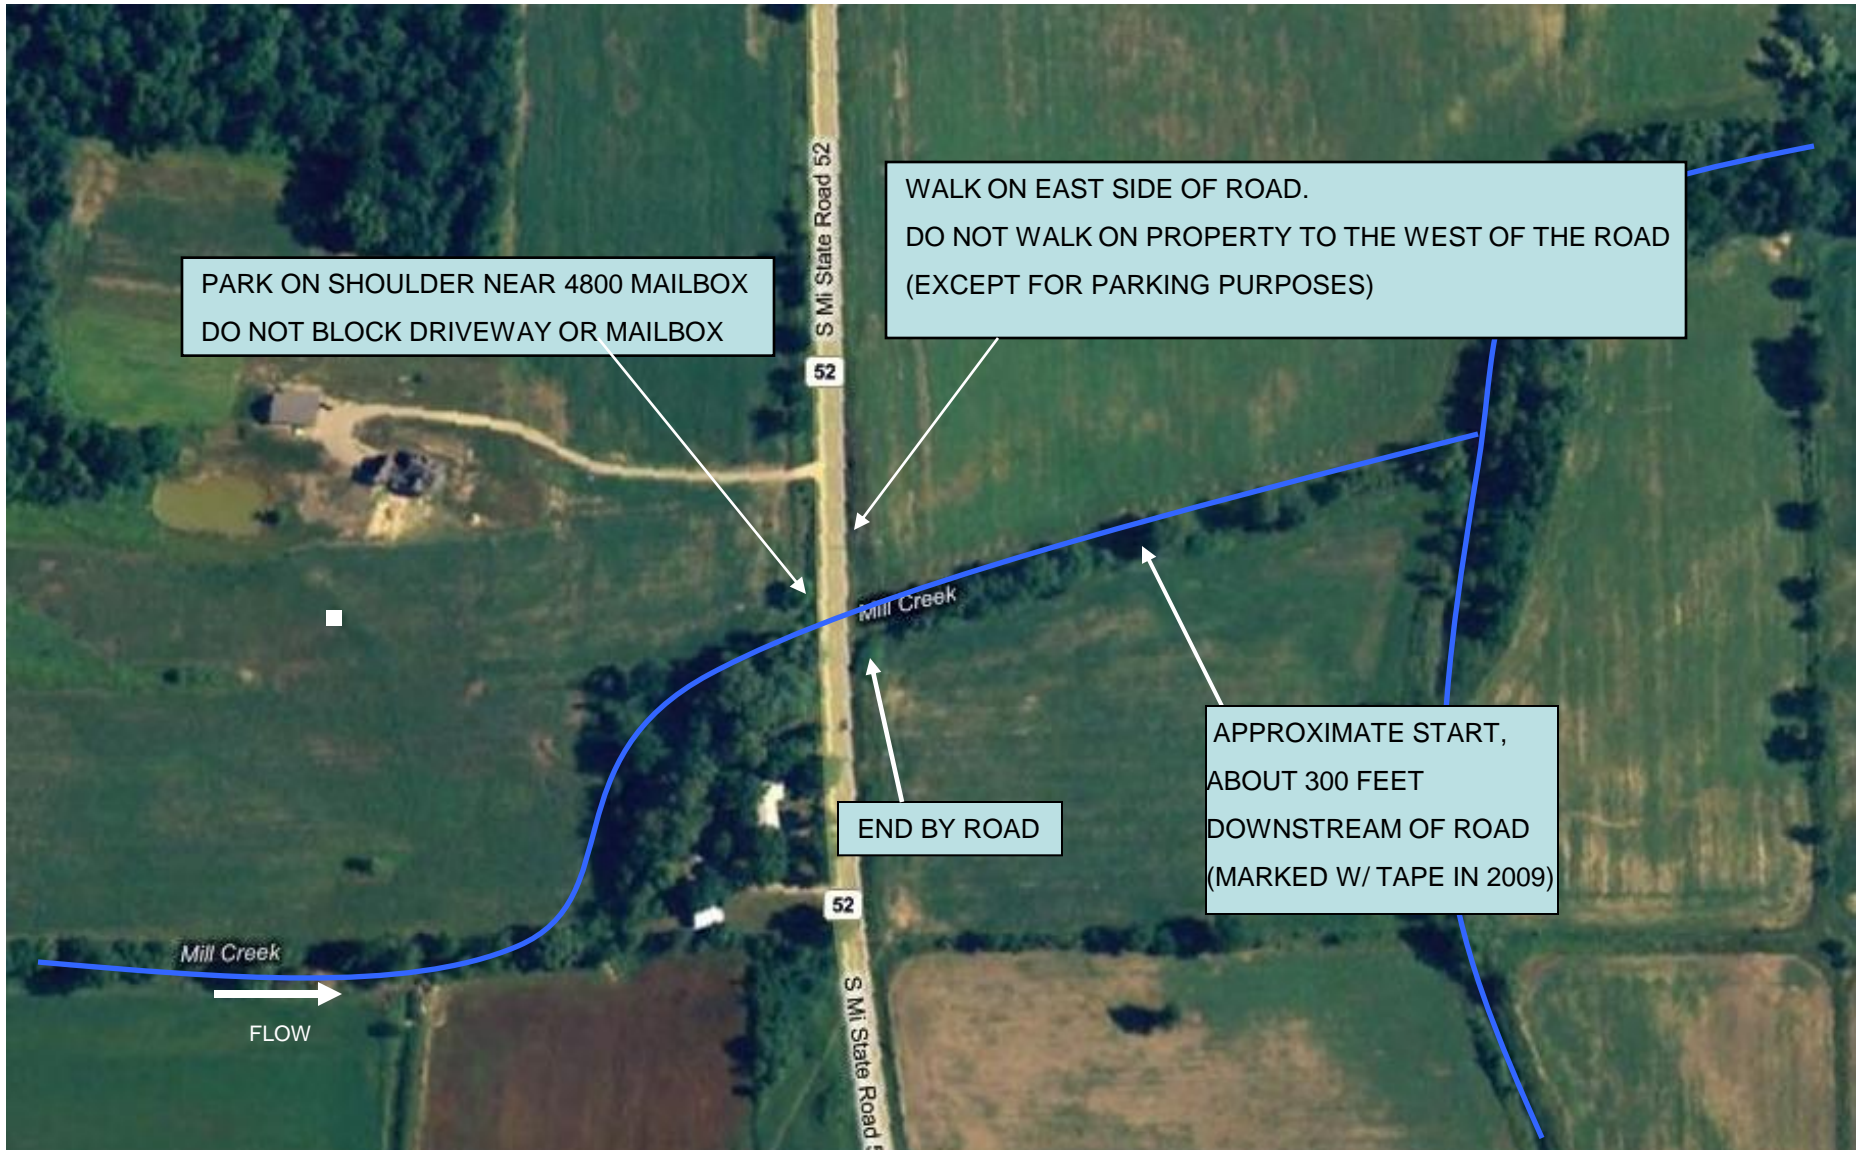 S Mi State Road 52
WALK ON EAST SIDE OF ROAD.
DO NOT WALK ON PROPERTY TO THE WEST OF THE ROAD
(EXCEPT FOR PARKING PURPOSES)
PARK ON SHOULDER NEAR 4800 MAILBOX
DO NOT BLOCK DRIVEWAY OR MAILBOX
52
Mill Creek
APPROXIMATE START,
ABOUT 300 FEET
DOWNSTREAM OF ROAD
(MARKED W/ TAPE IN 2009)
END BY ROAD
52
Mill Creek
FLOW
S Mi State Road